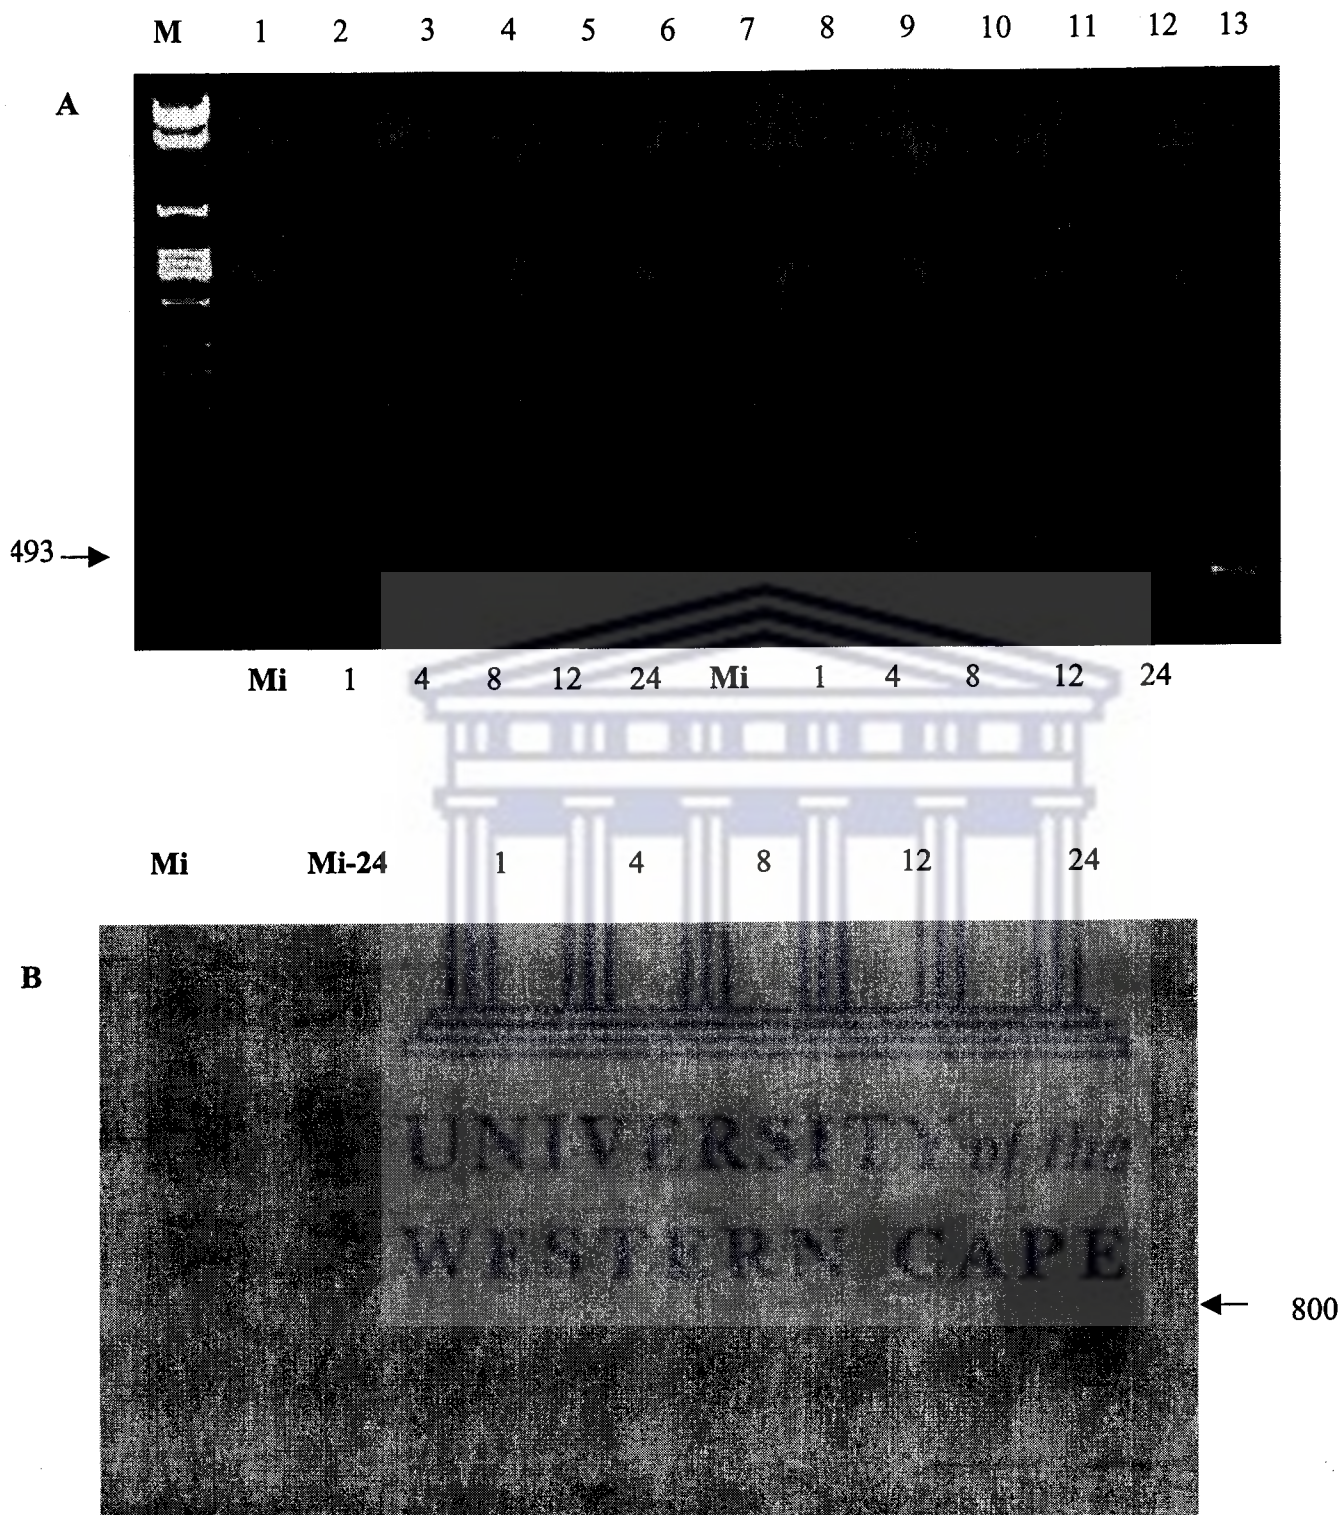 M 1 2 3 4 5 6 7 8 9 10 11 12 13
A
493
Mi 1 4 8 12 24 Mi 1 4 8 12 24
Mi Mi-24 1 4 8 12 24
B
UNIVERSITY of the
WESTERN CAPE
800